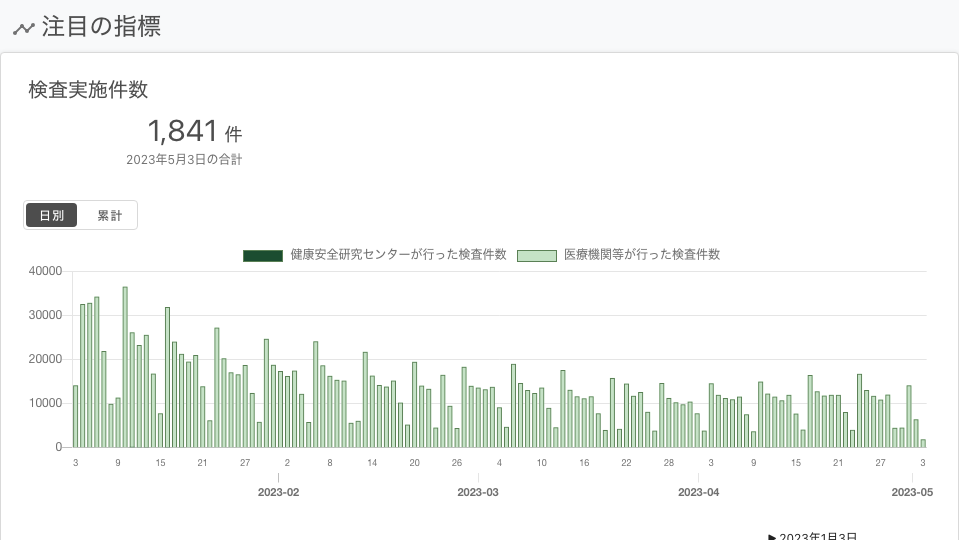 注目の指標
検査実施件数
1,841 件
2023年5月3日の合計
日別 累計
健康安全研究センターが行った検査件数 医療機関等が行った検査件数
40000
30000
20000
10000
0
3 9 15 21 27 2 8 14 20 26 4 10 16 22 28 3 9 15 21 27 3
2023-02 2023-03 2023-04 2023-05
▶2023年1月3日